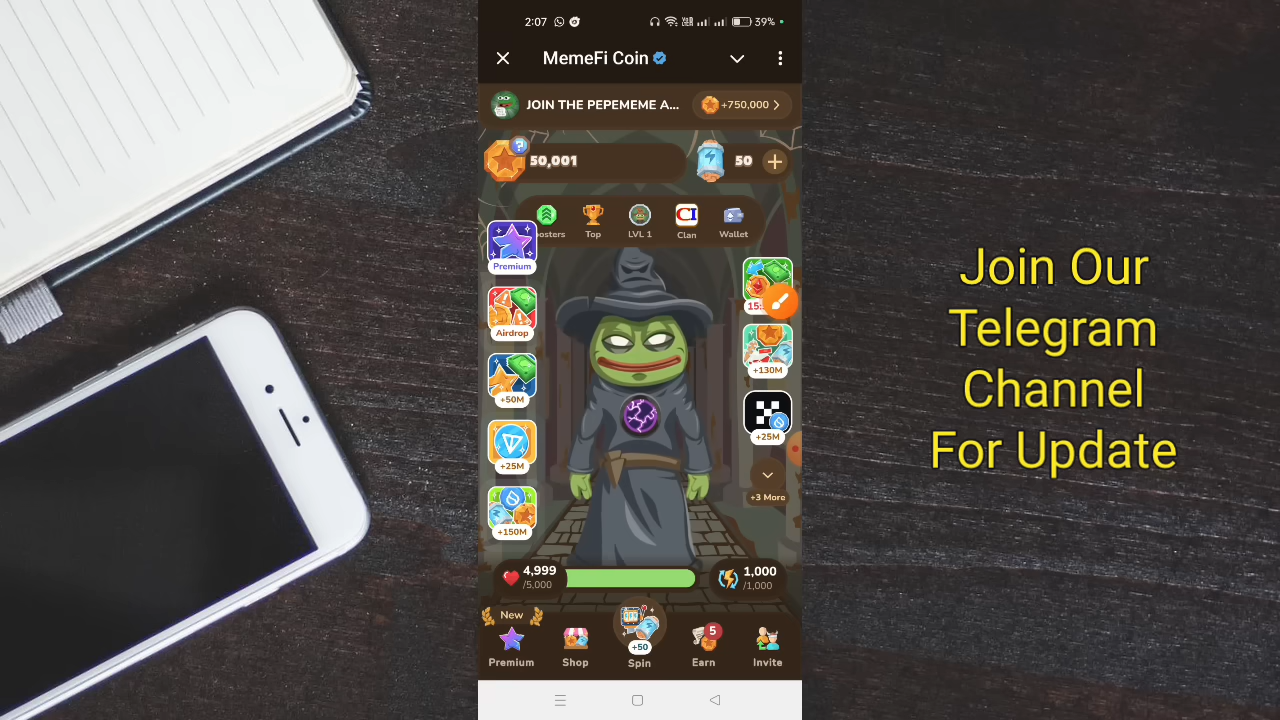 2:07
39%
MemeFi Coin
JOIN THE PEPEMEME A...
+750,000
50,001
50
?
osters
Top
LVL 1
CI
Clan
Wallet
Premium
Airdrop
+50M
+25M
+150M
15:
+130M
+25M
+3 More
4,999
/5,000
1,000
/1,000
New
Premium
Shop
+50
Spin
5
Earn
Invite
Join Our
Telegram
Channel
For Update